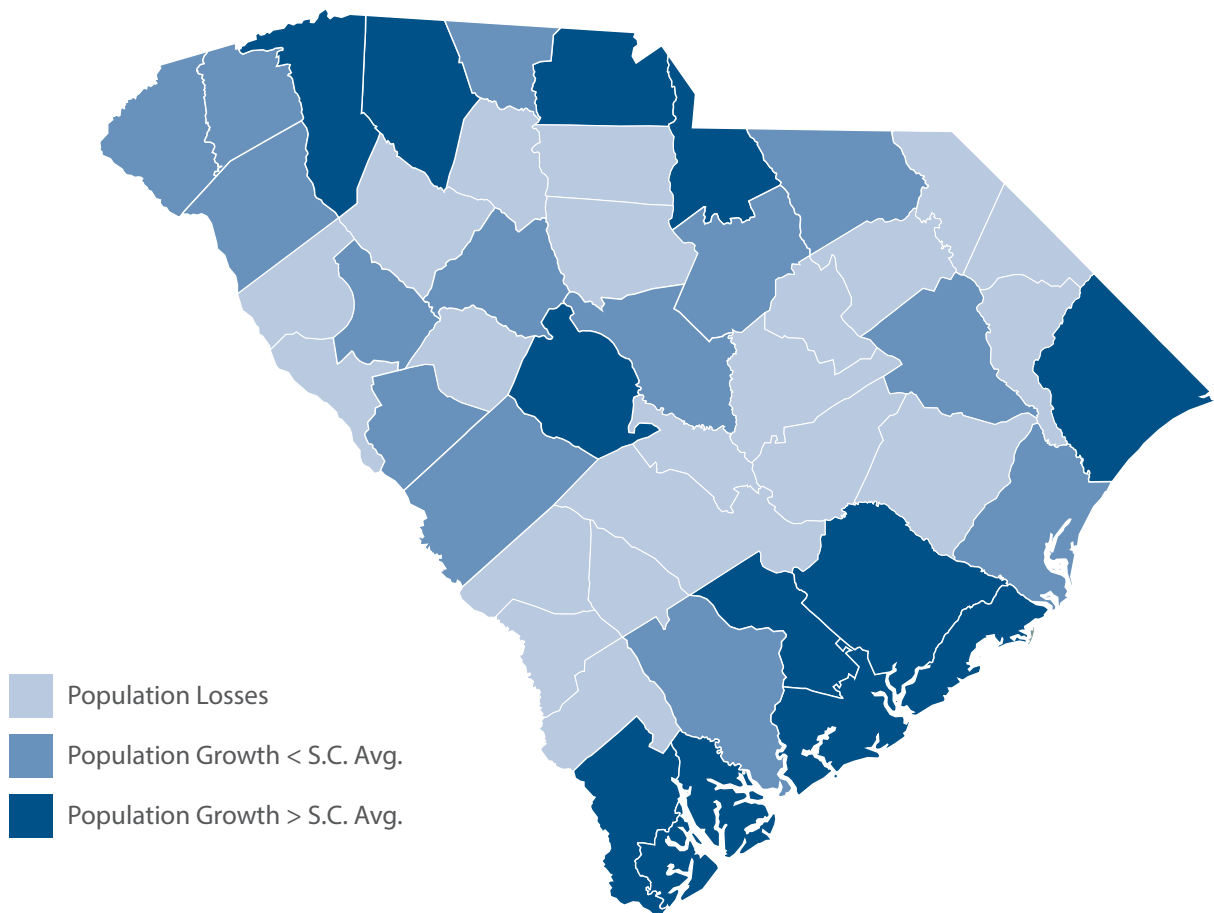 Population Losses
Population Growth < S.C. Avg.
Population Growth > S.C. Avg.